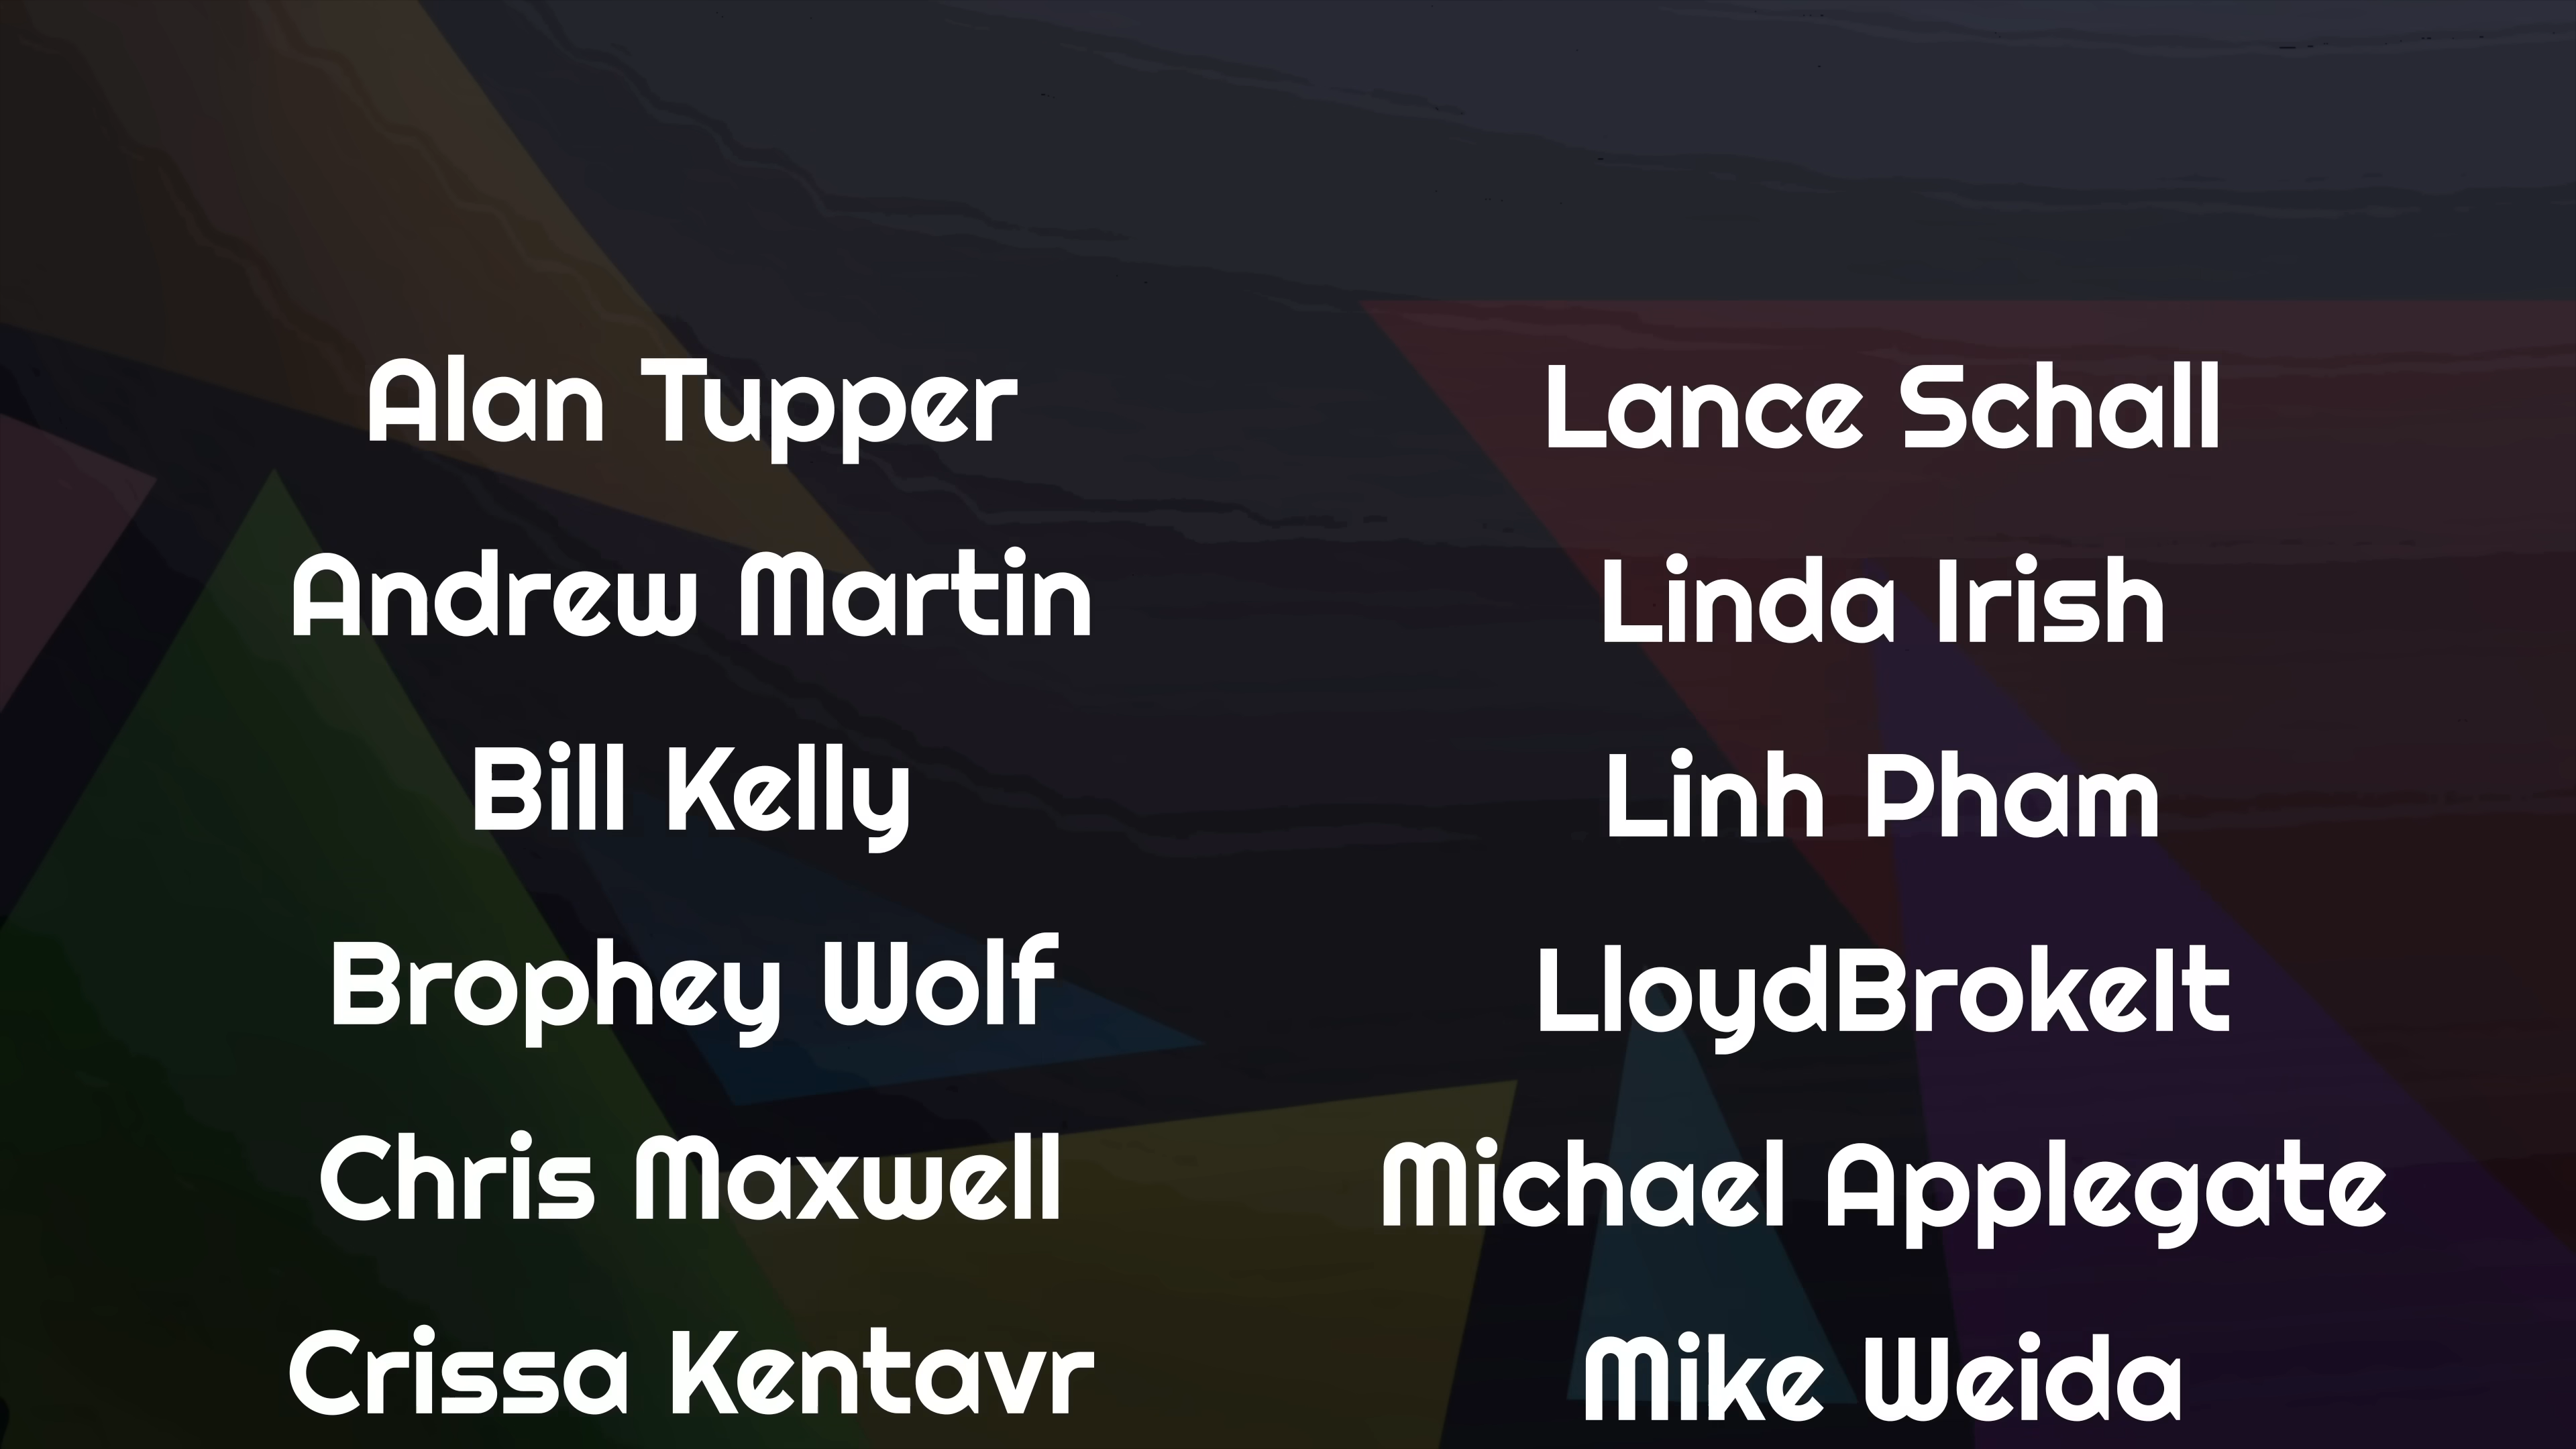 Alan Tupper
Andrew Martin
Bill Kelly
Brophey Wolf
Chris Maxwell
Crissa Kentavr
Lance Schall
Linda Irish
Linh Pham
LloydBrokeIt
Michael Applegate
Mike Weida